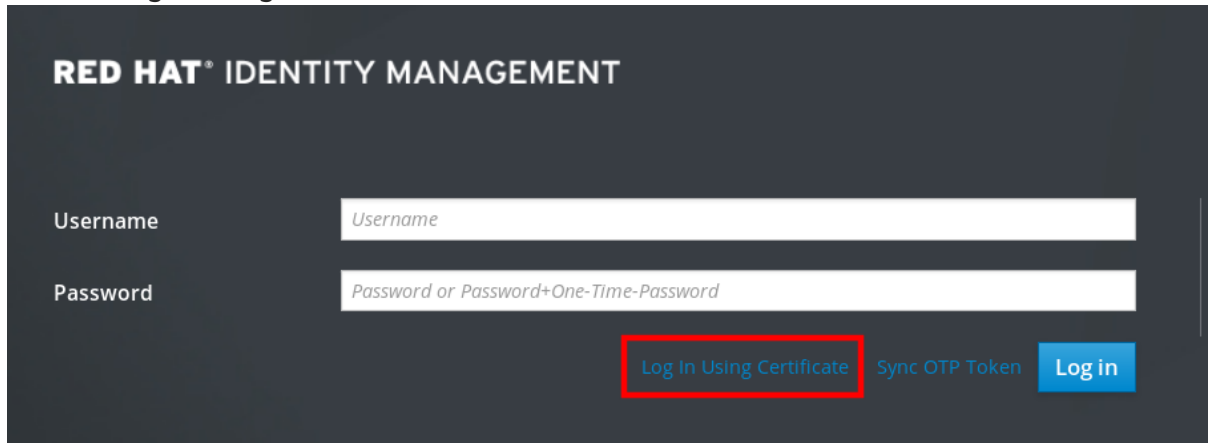 RED HAT® IDENTITY MANAGEMENT
Username
Username
Password
Password or Password+One-Time-Password
Log In Using Certificate Sync OTP Token Log in